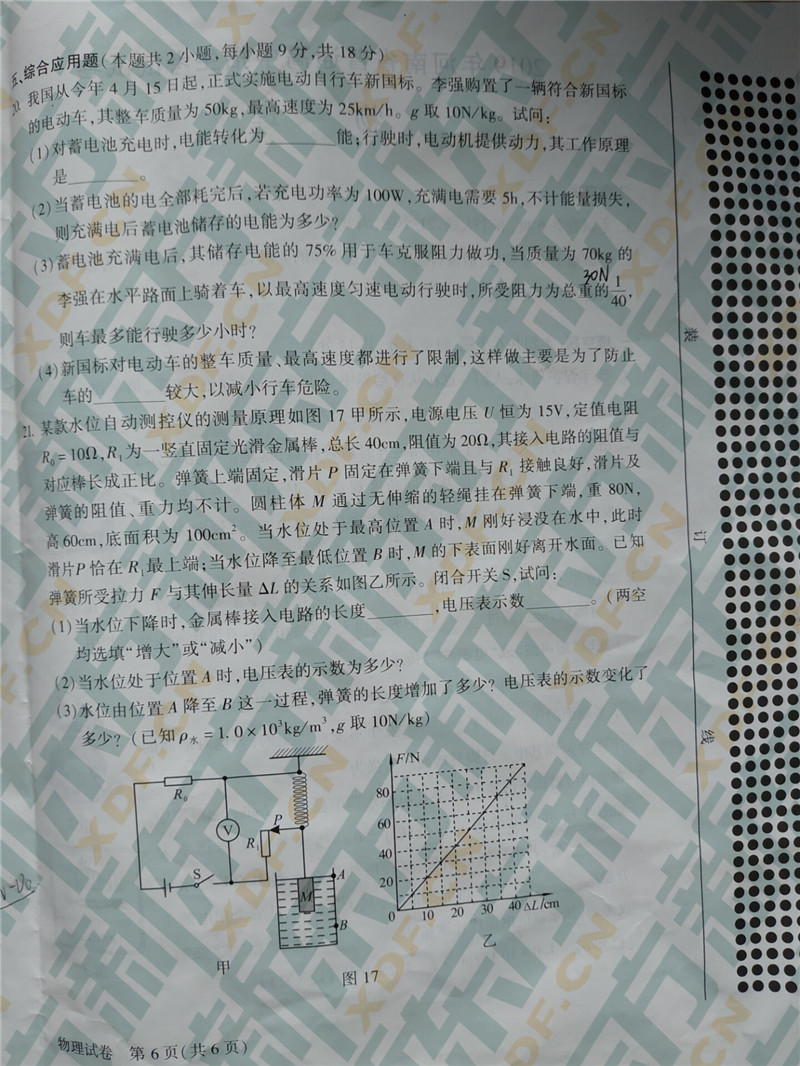 五、综合应用题(本题共2小题,每小题9分,共18分)
20. 我国从今年4月15日起,正式实施电动自行车新国标。李强购置了一辆符合新国标
的电动车,其整车质量为50kg,最高速度为25km/h。g取10N/kg。试问:
(1)对蓄电池充电时,电能转化为________能;行驶时,电动机提供动力,其工作原理
是________。
(2)当蓄电池的电全部耗完后,若充电功率为100W,充满电需要5h,不计能量损失,
则充满电后蓄电池储存的电能为多少?
(3)蓄电池充满电后,其储存电能的75%用于车克服阻力做功,当质量为70kg的
30N
李强在水平路面上骑着车,以最高速度匀速电动行驶时,所受阻力为总重的1/40,
则车最多能行驶多少小时?
(4)新国标对电动车的整车质量、最高速度都进行了限制,这样做主要是为了防止
车的________较大,以减小行车危险。
21. 某款水位自动测控仪的测量原理如图17甲所示,电源电压U恒为15V,定值电阻
R₀=10Ω,R₁为一竖直固定光滑金属棒,总长40cm,阻值为20Ω,其接入电路的阻值与
对应棒长成正比。弹簧上端固定,滑片P固定在弹簧下端且与R₁接触良好,滑片及
弹簧的阻值、重力均不计。圆柱体M通过无伸缩的轻绳挂在弹簧下端,重80N,
高60cm,底面积为100cm²。当水位处于最高位置A时,M刚好浸没在水中,此时
滑片P恰在R₁最上端;当水位降至最低位置B时,M的下表面刚好离开水面。已知
弹簧所受拉力F与其伸长量ΔL的关系如图乙所示。闭合开关S,试问:
(1)当水位下降时,金属棒接入电路的长度________,电压表示数________。(两空
均选填“增大”或“减小”)
(2)当水位处于位置A时,电压表的示数为多少?
(3)水位由位置A降至B这一过程,弹簧的长度增加了多少?电压表的示数变化了
多少?(已知ρ水=1.0×10³kg/m³,g取10N/kg)
R₀
V
P
R₁
S
M
A
B
甲
F/N
80
60
40
20
0 10 20 30 40 ΔL/cm
乙
图17
物理试卷 第6页(共6页)
装
订
线
XDF.CN
新东方